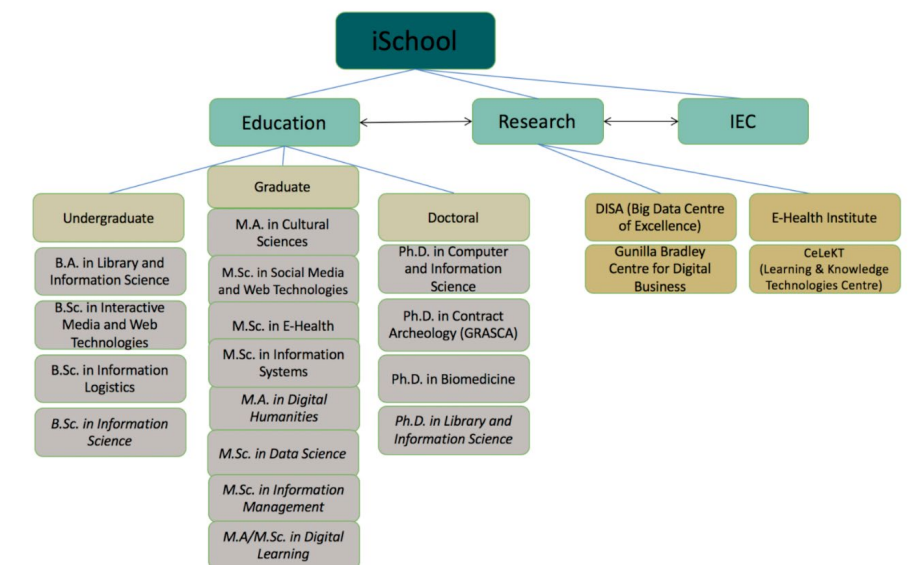 iSchool
Education
Research
IEC
Undergraduate
B.A. in Library and
Information Science
B.Sc. in Interactive
Media and Web
Technologies
B.Sc. in Information
Logistics
B.Sc. in Information
Science
Graduate
M.A. in Cultural
Sciences
M.Sc. in Social Media
and Web Technologies
M.Sc. in E-Health
M.Sc. in Information
Systems
M.A. in Digital
Humanities
M.Sc. in Data Science
M.Sc. in Information
Management
M.A/M.Sc. in Digital
Learning
Doctoral
Ph.D. in Computer
and Information
Science
Ph.D. in Contract
Archeology (GRASCA)
Ph.D. in Biomedicine
Ph.D. in Library and
Information Science
DISA (Big Data Centre
of Excellence)
Gunilla Bradley
Centre for Digital
Business
E-Health Institute
CeLeKT
(Learning & Knowledge
Technologies Centre)